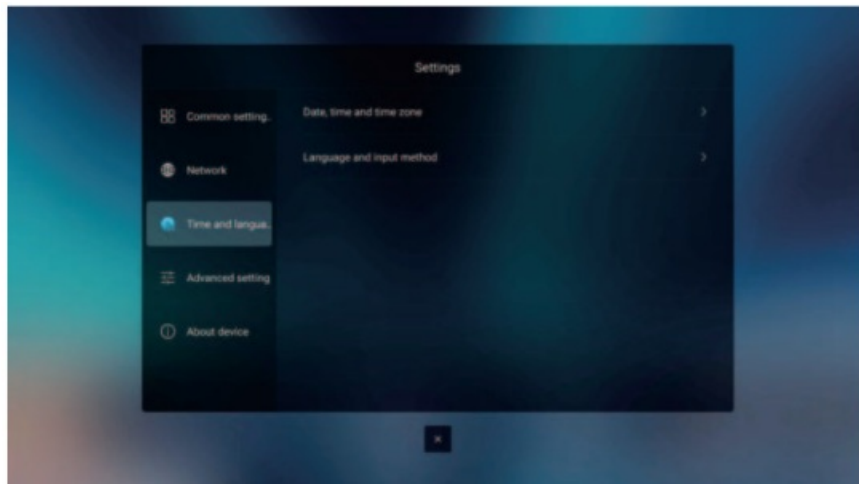 Settings
Common setting..
Date, time and time zone
Network
Language and input method
Time and langua..
Advanced setting
About device